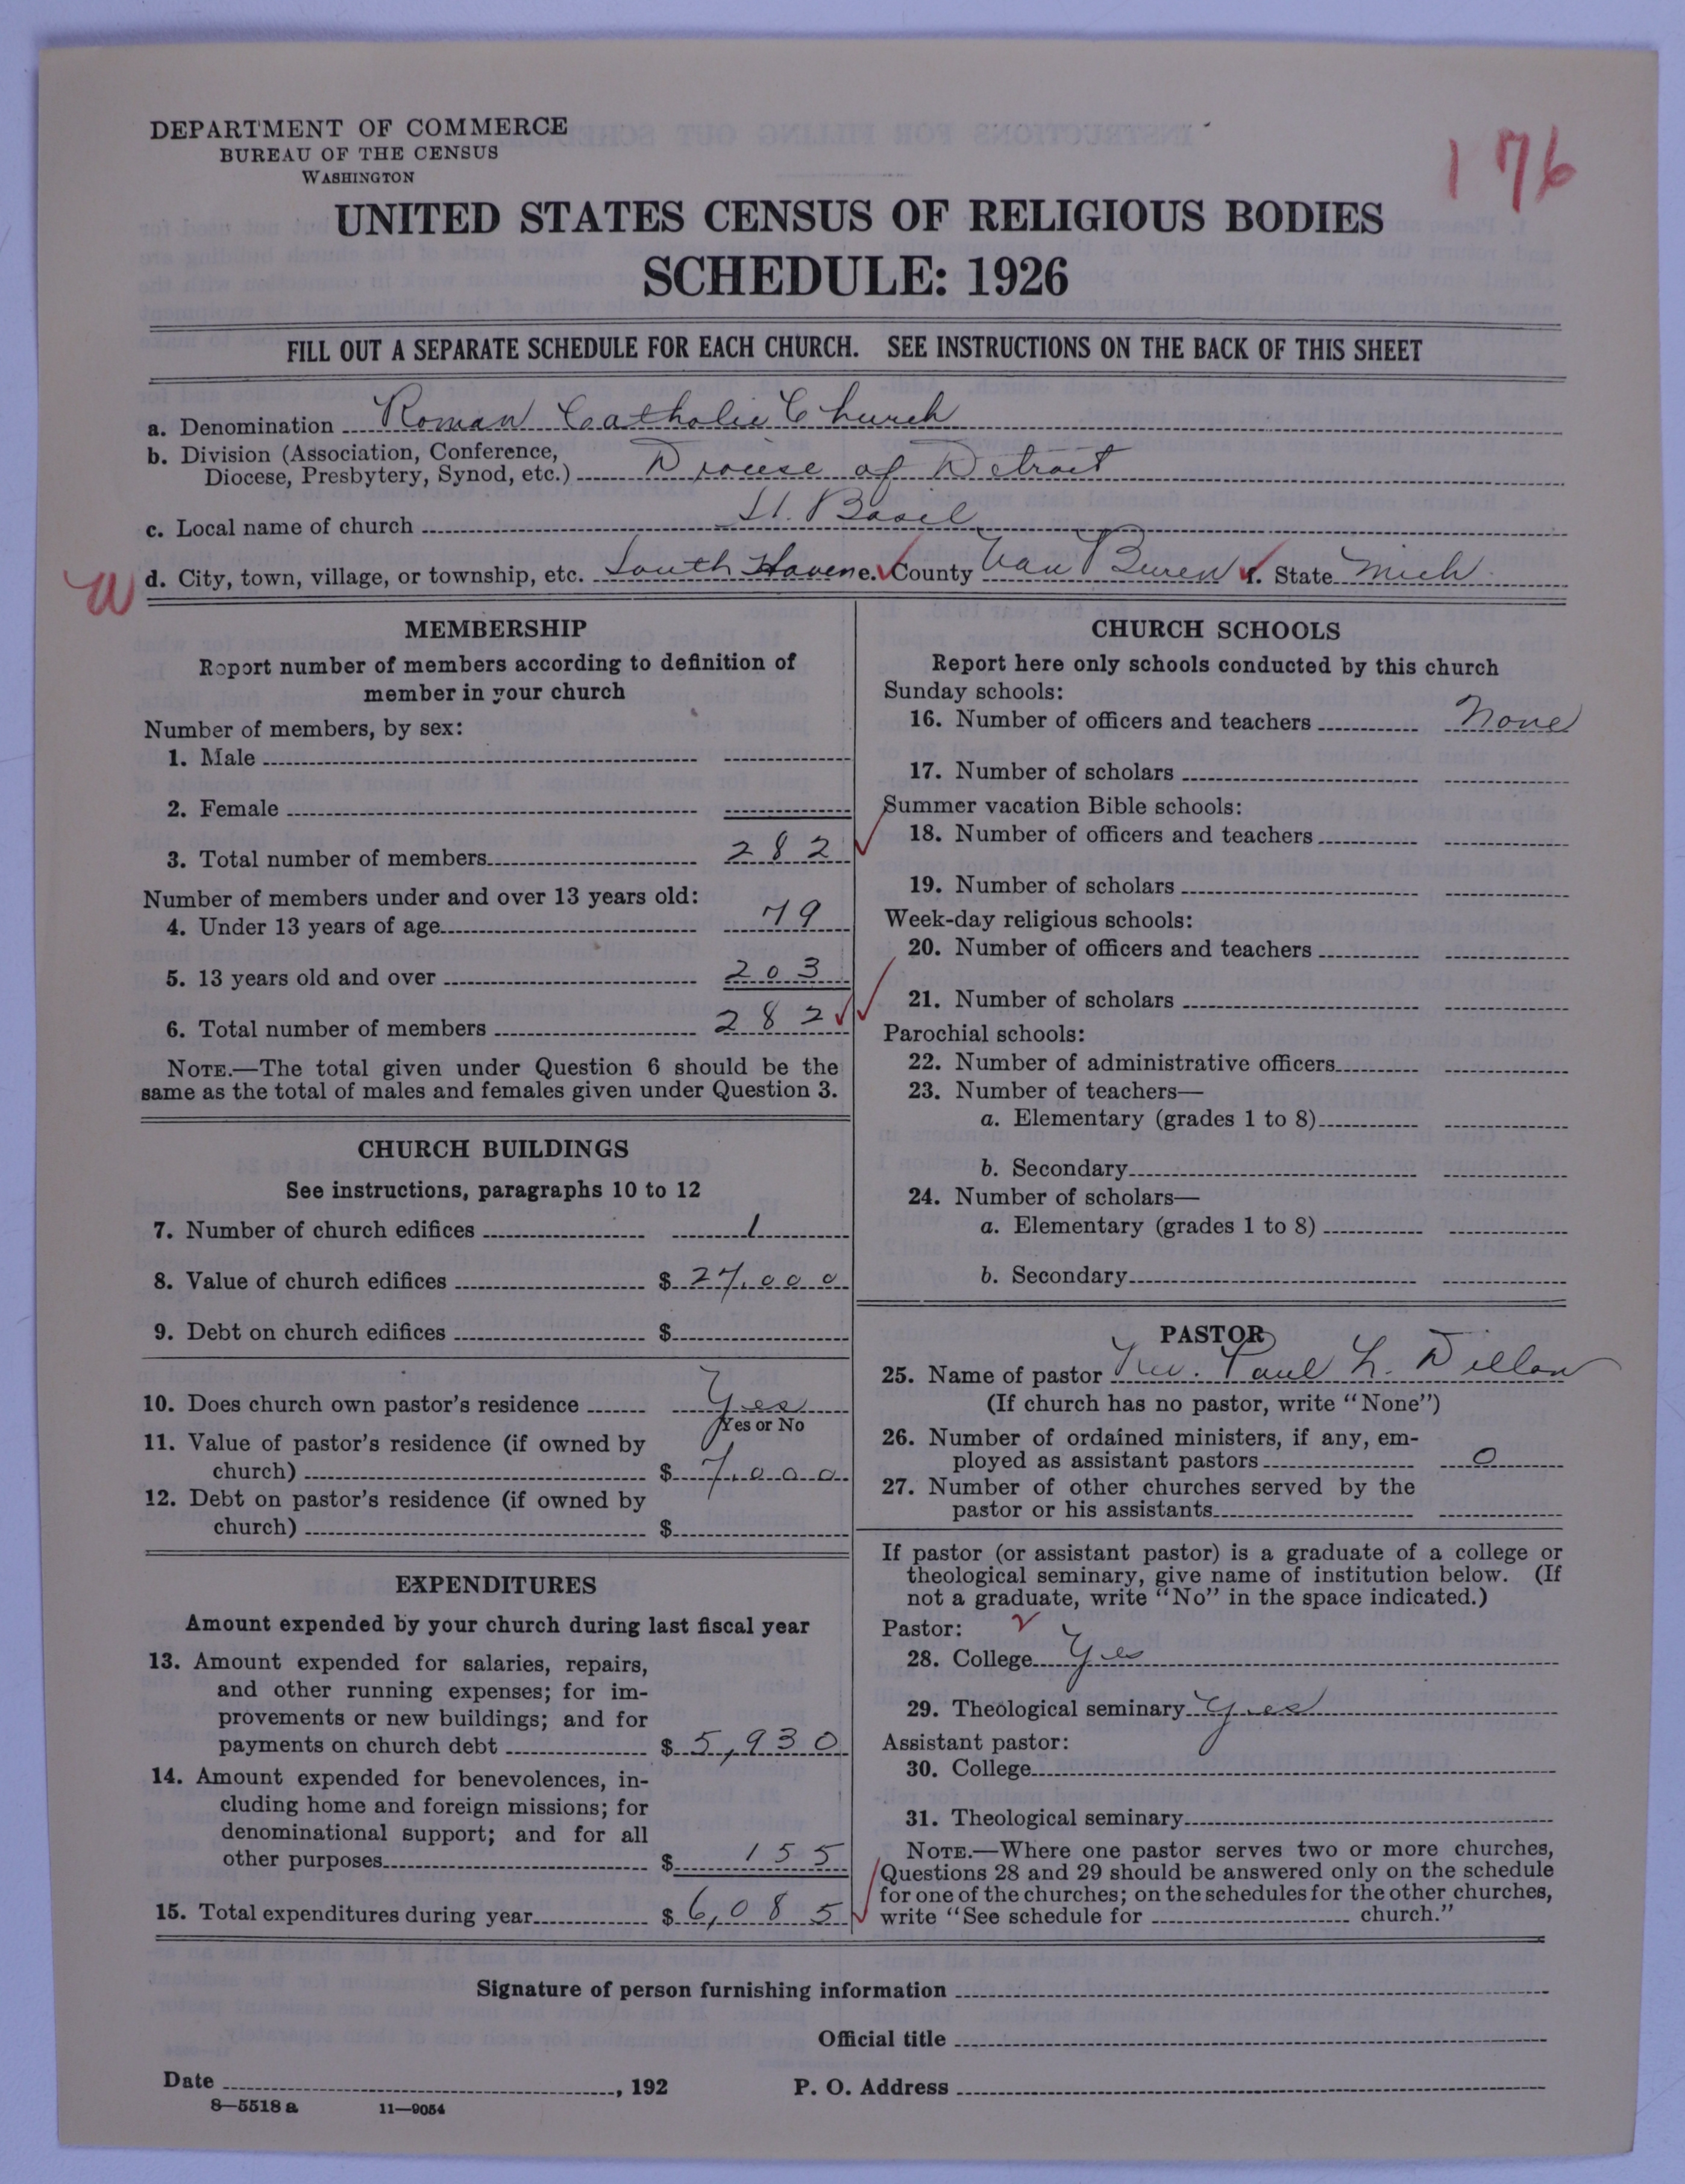 DEPARTMENT OF COMMERCE
BUREAU OF THE CENSUS
WASHINGTON
176
UNITED STATES CENSUS OF RELIGIOUS BODIES
SCHEDULE: 1926
FILL OUT A SEPARATE SCHEDULE FOR EACH CHURCH. SEE INSTRUCTIONS ON THE BACK OF THIS SHEET
a. Denomination Roman Catholic Church
b. Division (Association, Conference,
Diocese, Presbytery, Synod, etc.) Diocese of Detroit
c. Local name of church St. Basil
W d. City, town, village, or township, etc. South Haven e. County Van Buren f. State Mich.
MEMBERSHIP
Report number of members according to definition of
member in your church
Number of members, by sex:
1. Male
2. Female
3. Total number of members 282
Number of members under and over 13 years old:
4. Under 13 years of age 79
5. 13 years old and over 203
6. Total number of members 282
NOTE.—The total given under Question 6 should be the
same as the total of males and females given under Question 3.
CHURCH BUILDINGS
See instructions, paragraphs 10 to 12
7. Number of church edifices 1
8. Value of church edifices $ 27,000
9. Debt on church edifices $
10. Does church own pastor's residence Yes
Yes or No
11. Value of pastor's residence (if owned by
church) $ 7,000
12. Debt on pastor's residence (if owned by
church) $
EXPENDITURES
Amount expended by your church during last fiscal year
13. Amount expended for salaries, repairs,
and other running expenses; for im-
provements or new buildings; and for
payments on church debt $ 5,930
14. Amount expended for benevolences, in-
cluding home and foreign missions; for
denominational support; and for all
other purposes $ 155
15. Total expenditures during year $ 6,085
CHURCH SCHOOLS
Report here only schools conducted by this church
Sunday schools:
16. Number of officers and teachers None
17. Number of scholars
Summer vacation Bible schools:
18. Number of officers and teachers
19. Number of scholars
Week-day religious schools:
20. Number of officers and teachers
21. Number of scholars
Parochial schools:
22. Number of administrative officers
23. Number of teachers—
a. Elementary (grades 1 to 8)
b. Secondary
24. Number of scholars—
a. Elementary (grades 1 to 8)
b. Secondary
PASTOR
25. Name of pastor Rev. Paul L. Dillon
(If church has no pastor, write "None")
26. Number of ordained ministers, if any, em-
ployed as assistant pastors 0
27. Number of other churches served by the
pastor or his assistants
If pastor (or assistant pastor) is a graduate of a college or
theological seminary, give name of institution below. (If
not a graduate, write "No" in the space indicated.)
Pastor:
28. College Yes
29. Theological seminary Yes
Assistant pastor:
30. College
31. Theological seminary
NOTE.—Where one pastor serves two or more churches,
Questions 28 and 29 should be answered only on the schedule
for one of the churches; on the schedules for the other churches,
write "See schedule for church."
Signature of person furnishing information
Official title
Date , 192 P. O. Address
8—5518 a 11—9054